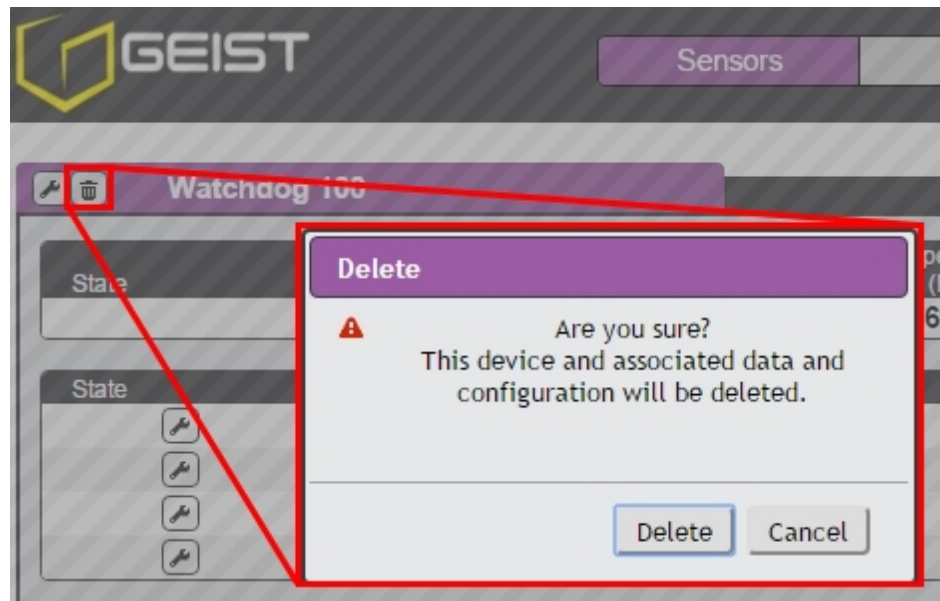 GEIST
Sensors
Watchdog 100
State
Delete
Are you sure?
This device and associated data and
configuration will be deleted.
State
Delete Cancel